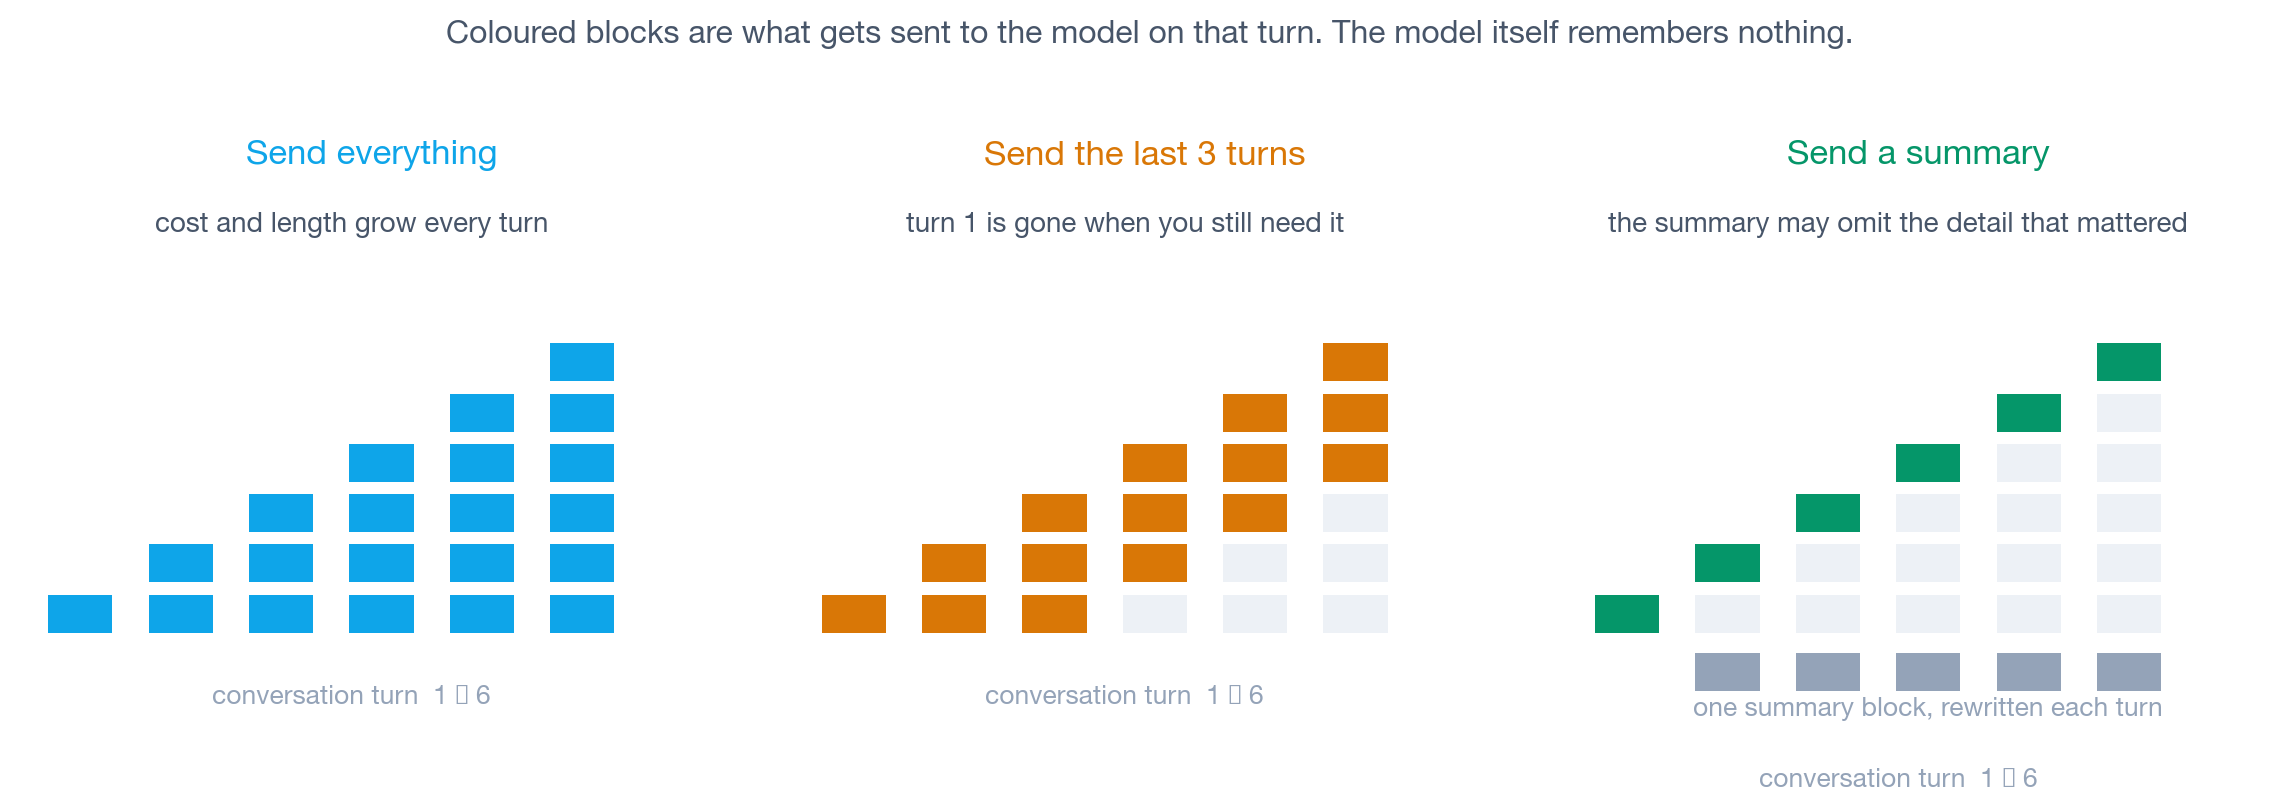 Coloured blocks are what gets sent to the model on that turn. The model itself remembers nothing.
Send everything
cost and length grow every turn
conversation turn 1 ▯ 6
Send the last 3 turns
turn 1 is gone when you still need it
conversation turn 1 ▯ 6
Send a summary
the summary may omit the detail that mattered
one summary block, rewritten each turn
conversation turn 1 ▯ 6